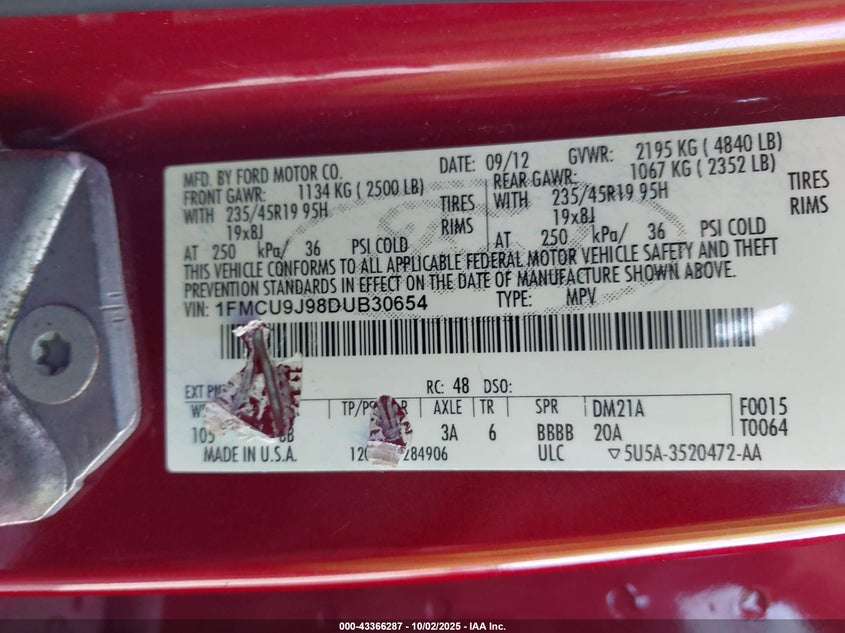 MFD. BY FORD MOTOR CO. DATE: 09/12 GVWR: 2195 KG ( 4840 LB)
FRONT GAWR: 1134 KG ( 2500 LB) REAR GAWR: 1067 KG ( 2352 LB)
WITH 235/45R19 95H TIRES WITH 235/45R19 95H TIRES
19x8J RIMS 19x8J RIMS
AT 250 kPa/ 36 PSI COLD AT 250 kPa/ 36 PSI COLD
THIS VEHICLE CONFORMS TO ALL APPLICABLE FEDERAL MOTOR VEHICLE SAFETY AND THEFT
PREVENTION STANDARDS IN EFFECT ON THE DATE OF MANUFACTURE SHOWN ABOVE.
VIN: 1FMCU9J98DUB30654 TYPE: MPV
EXT RC: 48 DSO:
AXLE TR SPR DM21A F0015
105 3A 6 BBBB 20A T0064
MADE IN U.S.A. 284906 ULC ▽5U5A-3520472-AA
000-43366287 - 10/02/2025 - IAA Inc.